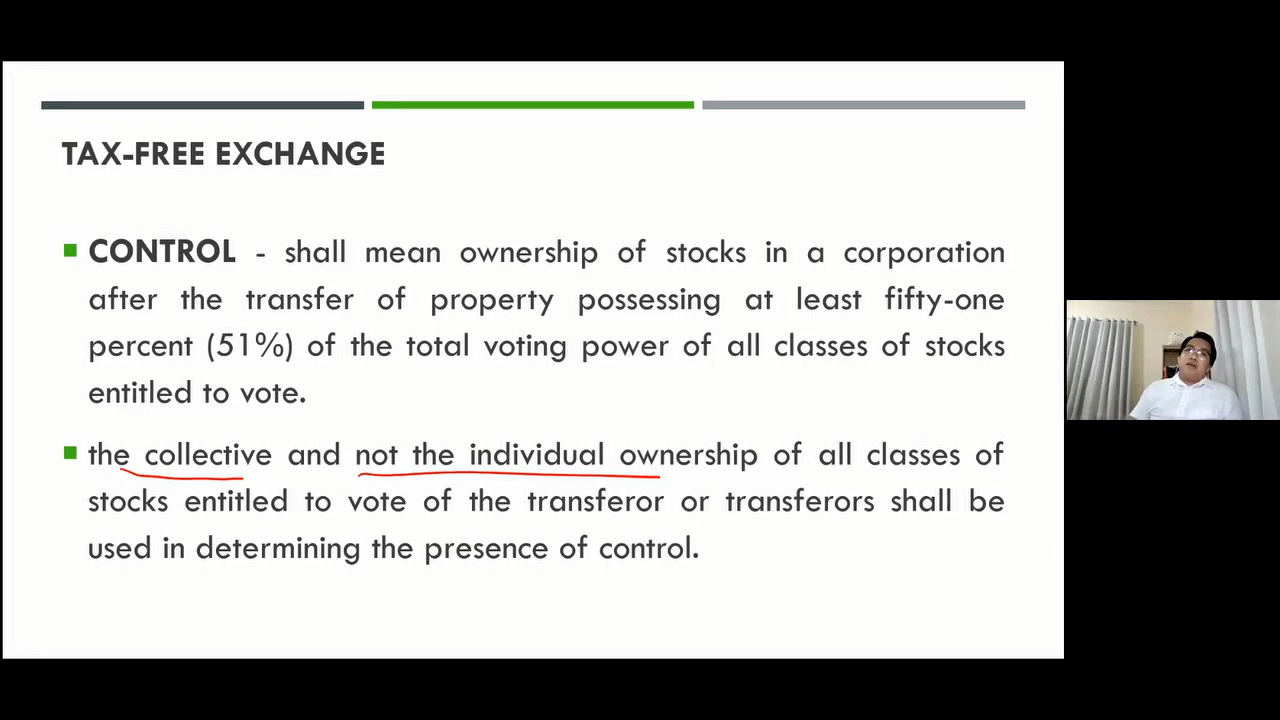 TAX-FREE EXCHANGE
CONTROL - shall mean ownership of stocks in a corporation
after the transfer of property possessing at least fifty-one
percent (51%) of the total voting power of all classes of stocks
entitled to vote.
the collective and not the individual ownership of all classes of
stocks entitled to vote of the transferor or transferors shall be
used in determining the presence of control.